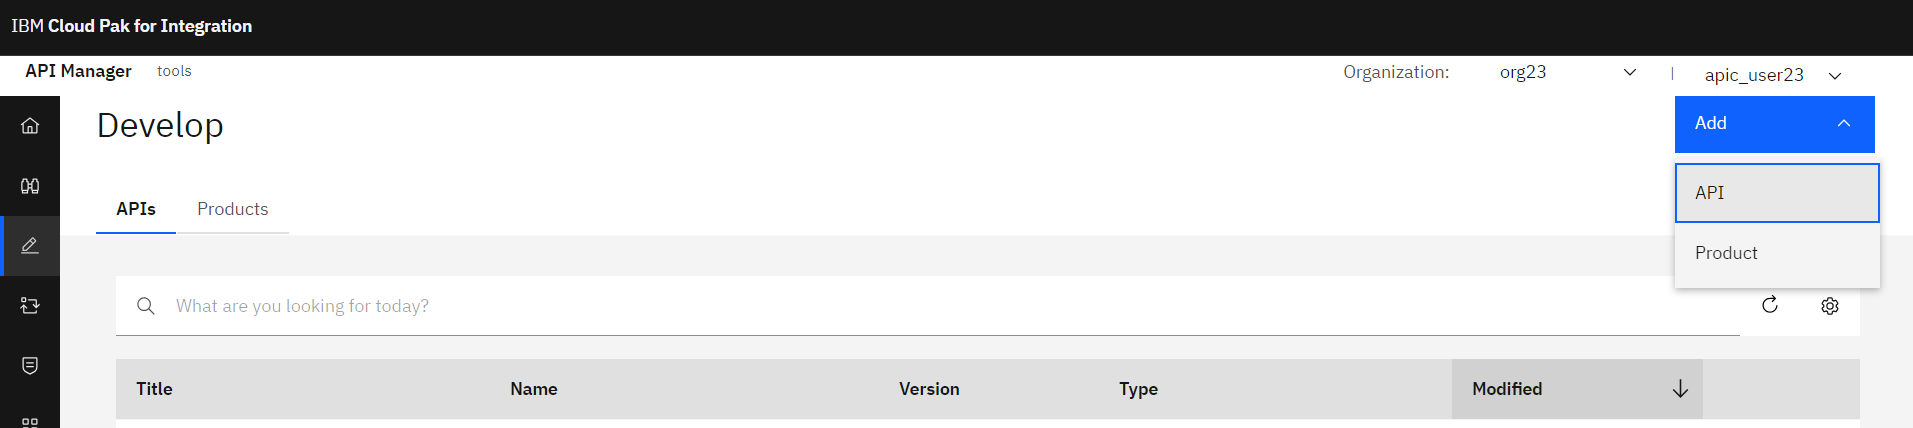 IBM Cloud Pak for Integration
API Manager tools Organization: org23 | apic_user23
Develop
Add
API
Product
APIs Products
What are you looking for today?
Title Name Version Type Modified